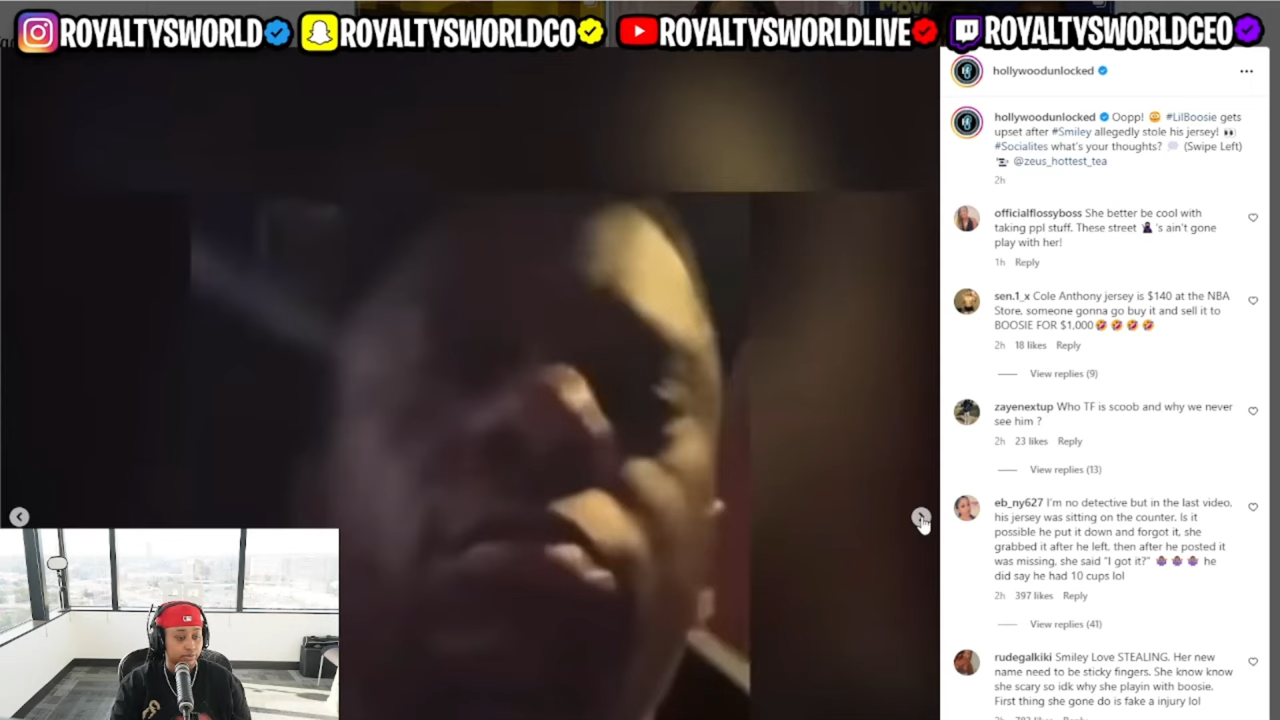 ROYALTYSWORLD ROYALTYSWORLDCO ROYALTYSWORLDLIVE ROYALTYSWORLDCEO
hollywoodunlocked
hollywoodunlocked Oopp! 😳 #LilBoosie gets
upset after #Smiley allegedly stole his jersey! 👀
#Socialites what's your thoughts? 💭 (Swipe Left)
@zeus_hottest_tea
2h
officialflossyboss She better be cool with
taking ppl stuff. These street 🥷 's ain't gone
play with her!
1h Reply
sen.1_x Cole Anthony jersey is $140 at the NBA
Store, someone gonna go buy it and sell it to
BOOSIE FOR $1,000🤣 🤣 🤣 🤣
2h 18 likes Reply
View replies (9)
zayenextup Who TF is scoob and why we never
see him ?
2h 23 likes Reply
View replies (13)
eb_ny627 I'm no detective but in the last video,
his jersey was sitting on the counter. Is it
possible he put it down and forgot it, she
grabbed it after he left, then after he posted it
was missing, she said "I got it?" 🤷🏽‍♀️ 🤷🏽‍♀️ 🤷🏽‍♀️ he
did say he had 10 cups lol
2h 397 likes Reply
View replies (41)
rudegalkiki Smiley Love STEALING. Her new
name need to be sticky fingers. She know know
she scary so idk why she playin with boosie.
First thing she gone do is fake a injury lol